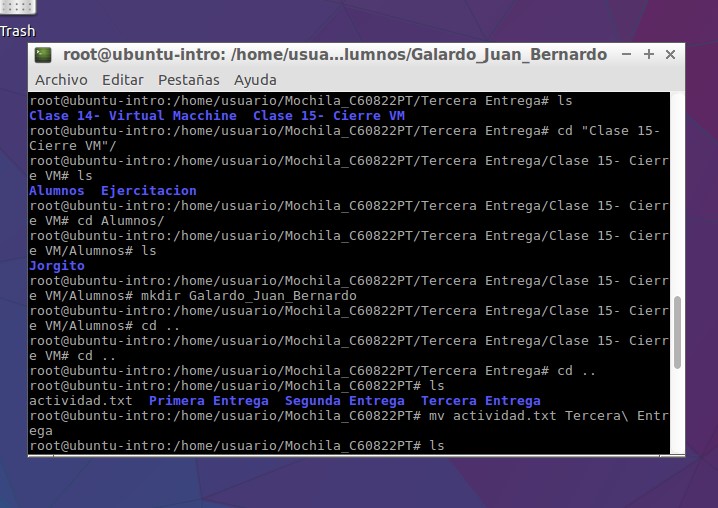 Trash
root@ubuntu-intro: /home/usua...lumnos/Galardo_Juan_Bernardo
Archivo Editar Pestañas Ayuda
root@ubuntu-intro:/home/usuario/Mochila_C60822PT/Tercera Entrega# ls
Clase 14- Virtual Macchine  Clase 15- Cierre VM
root@ubuntu-intro:/home/usuario/Mochila_C60822PT/Tercera Entrega# cd "Clase 15-
Cierre VM"/
root@ubuntu-intro:/home/usuario/Mochila_C60822PT/Tercera Entrega/Clase 15- Cierr
e VM# ls
Alumnos  Ejercitacion
root@ubuntu-intro:/home/usuario/Mochila_C60822PT/Tercera Entrega/Clase 15- Cierr
e VM# cd Alumnos/
root@ubuntu-intro:/home/usuario/Mochila_C60822PT/Tercera Entrega/Clase 15- Cierr
e VM/Alumnos# ls
Jorgito
root@ubuntu-intro:/home/usuario/Mochila_C60822PT/Tercera Entrega/Clase 15- Cierr
e VM/Alumnos# mkdir Galardo_Juan_Bernardo
root@ubuntu-intro:/home/usuario/Mochila_C60822PT/Tercera Entrega/Clase 15- Cierr
e VM/Alumnos# cd ..
root@ubuntu-intro:/home/usuario/Mochila_C60822PT/Tercera Entrega/Clase 15- Cierr
e VM# cd ..
root@ubuntu-intro:/home/usuario/Mochila_C60822PT/Tercera Entrega# cd ..
root@ubuntu-intro:/home/usuario/Mochila_C60822PT# ls
actividad.txt  Primera Entrega  Segunda Entrega  Tercera Entrega
root@ubuntu-intro:/home/usuario/Mochila_C60822PT# mv actividad.txt Tercera\ Entr
ega
root@ubuntu-intro:/home/usuario/Mochila_C60822PT# ls